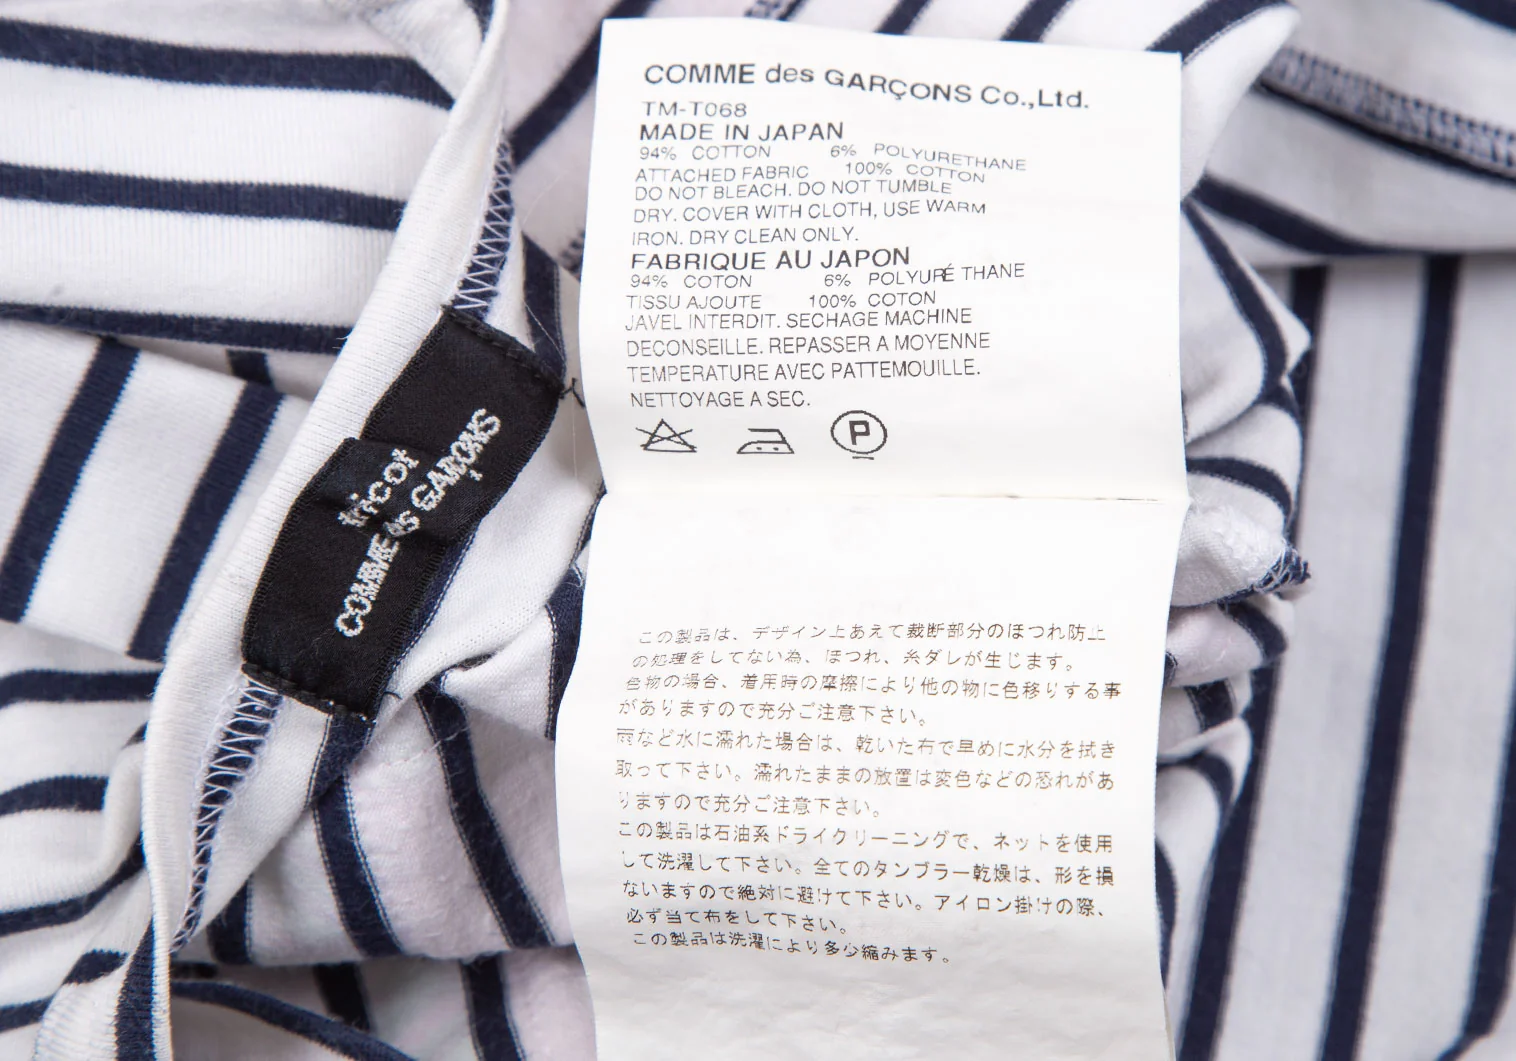 COMME des GARÇONS Co.,Ltd.
TM-T068
MADE IN JAPAN
94% COTTON 6% POLYURETHANE
ATTACHED FABRIC 100% COTTON
DO NOT BLEACH. DO NOT TUMBLE
DRY. COVER WITH CLOTH, USE WARM
IRON. DRY CLEAN ONLY.
FABRIQUE AU JAPON
94% COTON 6% POLYURÉ THANE
TISSU AJOUTE 100% COTON
JAVEL INTERDIT. SECHAGE MACHINE
DECONSEILLE. REPASSER A MOYENNE
TEMPERATURE AVEC PATTEMOUILLE.
NETTOYAGE A SEC.
P
tricot
COMME des GARÇONS
この製品は、デザイン上あえて裁断部分のほつれ防止
の処理をしてない為、ほつれ、糸ダレが生じます。
色物の場合、着用時の摩擦により他の物に色移りする事
がありますので充分ご注意下さい。
雨など水に濡れた場合は、乾いた布で早めに水分を拭き
取って下さい。濡れたままの放置は変色などの恐れがあ
りますので充分ご注意下さい。
この製品は石油系ドライクリーニングで、ネットを使用
して洗濯して下さい。全てのタンブラー乾燥は、形を損
ないますので絶対に避けて下さい。アイロン掛けの際、
必ず当て布をして下さい。
この製品は洗濯により多少縮みます。